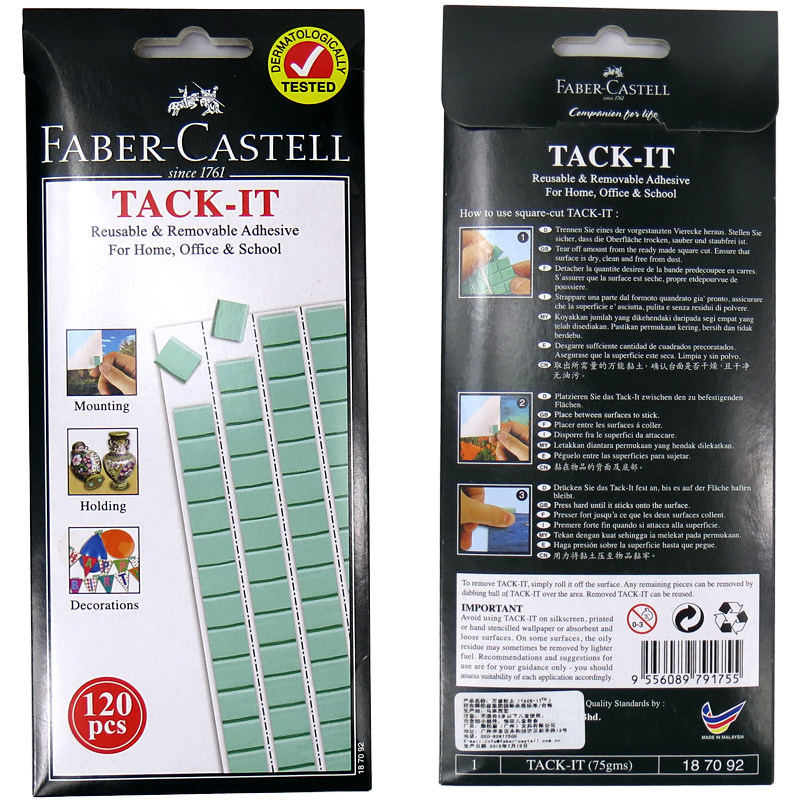 DERMATOLOGICALLY
TESTED
FABER-CASTELL
since 1761
TACK-IT
Reusable & Removable Adhesive
For Home, Office & School
Mounting
Holding
Decorations
120
pcs
18 70 92
FABER-CASTELL
since 1761
Companion for life
TACK-IT
Reusable & Removable Adhesive
For Home, Office & School
How to use square-cut TACK-IT :
1
D Trennen Sie eines der vorgestanzten Vierecke heraus. Stellen Sie
sicher, dass die Oberfläche trocken, sauber und staubfrei ist.
GB Tear off amount from the ready made square cut. Ensure that
surface is dry, clean and free from dust.
F Detacher la quantite desiree de la bande predecoupee en carres.
S'assurer que la surface est seche, propre etdepourvue de
poussiere.
I Strappare una parte dal formoto quadrato gia' pronto, assicurare
che la superfixie e' asciutta, pulita e senza residui di polvere.
MY Koyakkan jumlah yang dikehendaki daripada segi empat yang
telah disediakan. Pastikan permukaan kering, bersih dan tidak
berdebu.
E Desgarre suffciente cantidad de cuadrados precoratados.
Asegurase que la superficie este seca. Limpia y sin polvo.
CN 取出所需量的万能黏土,确认台面是否干燥,且干净
无油污。
2
D Platzieren Sie das Tack-It zwischen den zu befestigenden
Flächen.
GB Place between surfaces to stick.
F Placer entre les surfaces á coller.
I Disporre fra le superfici da attaccare.
MY Letakkan diantara permukaan yang hendak dilekatkan.
E Péguelo entre las superficies para sujetar.
CN 黏在物品的背面及底部。
3
D Drücken Sie das Tack-It fest an, bis es auf der Fläche haften
bleibt.
GB Press hard until it sticks onto the surface.
F Presser fort jusqu'a ce que les deux surfaces collent.
I Premere forte fin quando si attacca alla superficie.
MY Tekan dengan kuat sehingga ia melekat pada permukaan.
E Haga presión sobre la superficie hasta que pegue.
CN 用力将黏土压至物品黏牢。
To remove TACK-IT, simply roll it off the surface. Any remaining pieces can be removed by
dabbing ball of TACK-IT over the area. Removed TACK-IT can be reused.
IMPORTANT
Avoid using TACK-IT on silkscreen, printed
or hand stencilled wallpaper or absorbent and
loose surfaces. On some surfaces, the oily
residue may sometimes be removed by lighter
fuel. Recommendations and suggestions for
use are for your guidance only - you should
assess suitability of each application accordingly.
0-3
9 556089 791755
Quality Standards by :
Bhd.
MADE IN MALAYSIA
1 TACK-IT (75gms) 18 70 92